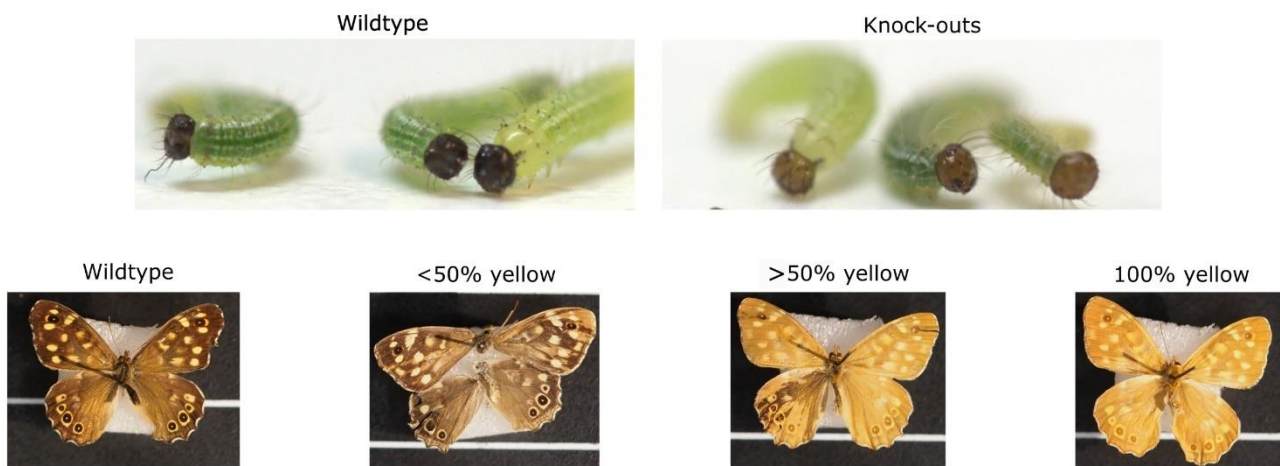 Wildtype
Knock-outs
Wildtype
<50% yellow
>50% yellow
100% yellow